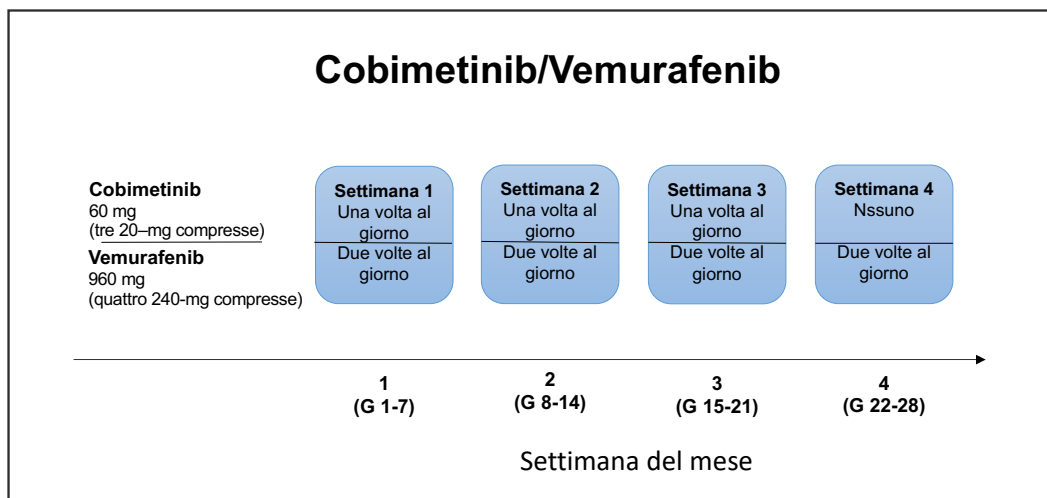 Cobimetinib/Vemurafenib
Cobimetinib
60 mg
(tre 20–mg compresse)
Vemurafenib
960 mg
(quattro 240-mg compresse)
Settimana 1
Una volta al
giorno
Due volte al
giorno
Settimana 2
Una volta al
giorno
Due volte al
giorno
Settimana 3
Una volta al
giorno
Due volte al
giorno
Settimana 4
Nssuno
Due volte al
giorno
1
(G 1-7)
2
(G 8-14)
3
(G 15-21)
4
(G 22-28)
Settimana del mese